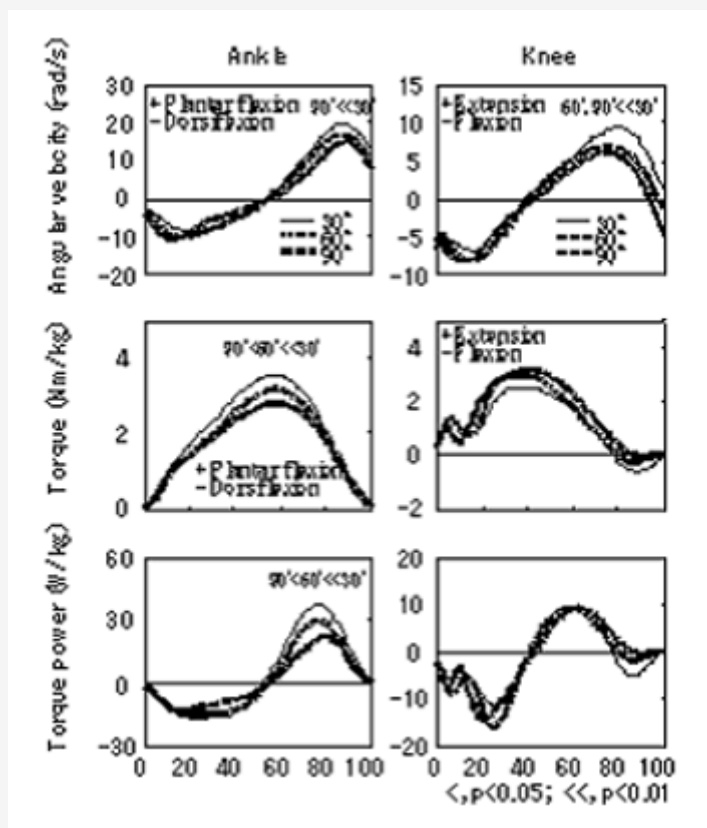 Ankle Knee
Angular velocity (rad/s)
30
20
10
0
-10
-20
+Plantarflexion 90°<<30°
-Dorsiflexion
30°
60°
90°
15
10
5
0
-5
-10
+Extension 60°,90°<<30°
-Flexion
30°
60°
90°
Torque (Nm/kg)
4
2
0
90°<60°<<30°
+Plantarflexion
-Dorsiflexion
4
2
0
-2
+Extension
-Flexion
Torque power (W/kg)
60
30
0
-30
90°<60°<<30°
20
10
0
-10
-20
0 20 40 60 80 100 0 20 40 60 80 100
<,p<0.05; <<,p<0.01